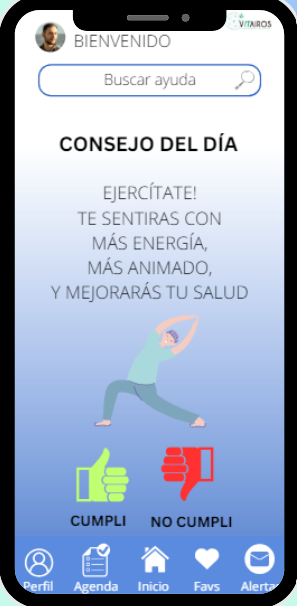 VITAIROS
BIENVENIDO
Buscar ayuda
CONSEJO DEL DÍA
EJERCÍTATE!
TE SENTIRAS CON
MÁS ENERGÍA,
MÁS ANIMADO,
Y MEJORARÁS TU SALUD
CUMPLI NO CUMPLI
Perfil Agenda Inicio Favs Alertas